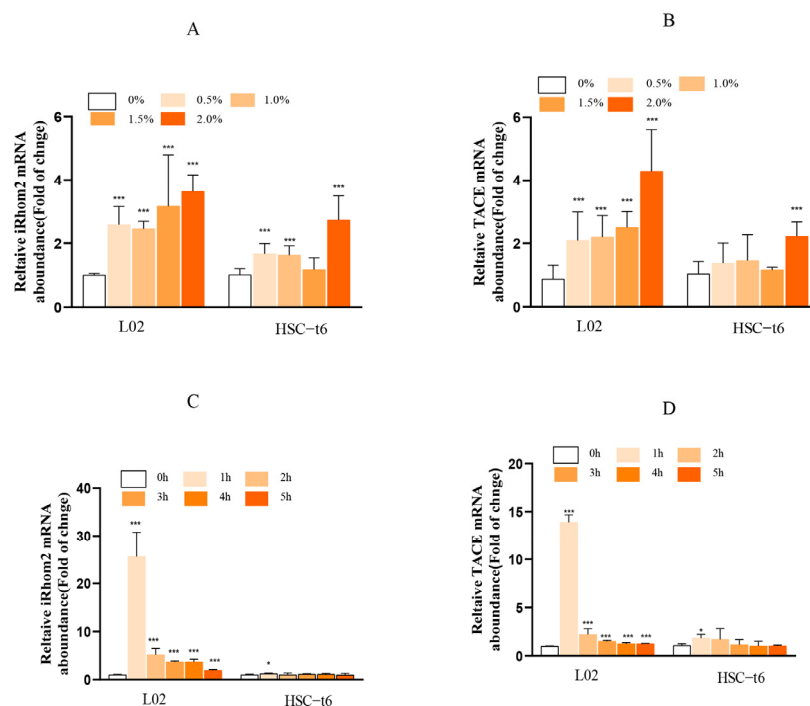 A
0% 0.5% 1.0%
1.5% 2.0%
Reltaive iRhom2 mRNA
aboundance(Fold of chnge)
6
4
2
0
*** *** *** ***
*** *** ***
L02 HSC-t6
B
0% 0.5% 1.0%
1.5% 2.0%
Reltaive TACE mRNA
aboundance(Fold of chnge)
6
4
2
0
*** *** *** ***
***
L02 HSC-t6
C
0h 1h 2h
3h 4h 5h
Reltaive iRhom2 mRNA
aboundance(Fold of chnge)
40
30
20
10
0
*** *** *** *** ***
*
L02 HSC-t6
D
0h 1h 2h
3h 4h 5h
Reltaive TACE mRNA
aboundance(Fold of chnge)
20
15
10
5
0
*** *** *** *** ***
*
L02 HSC-t6